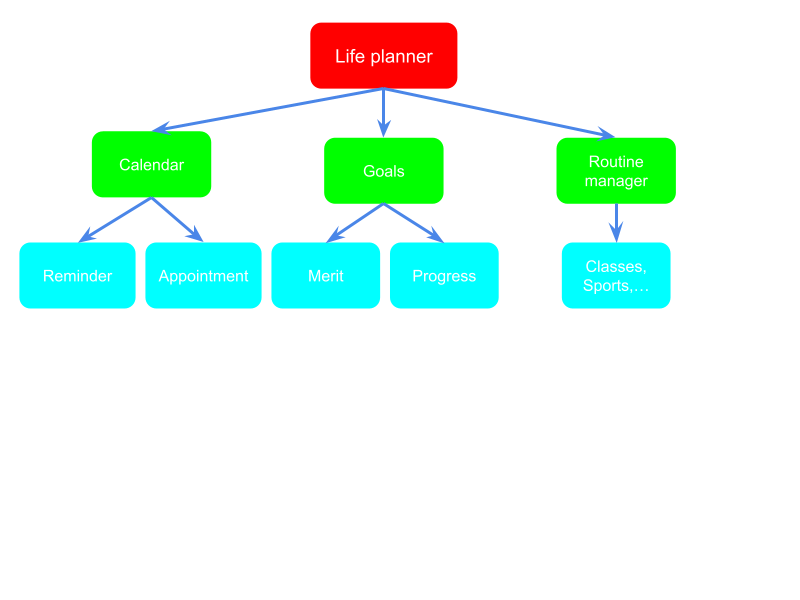 Life planner
Calendar
Goals
Routine
manager
Reminder
Appointment
Merit
Progress
Classes,
Sports,…